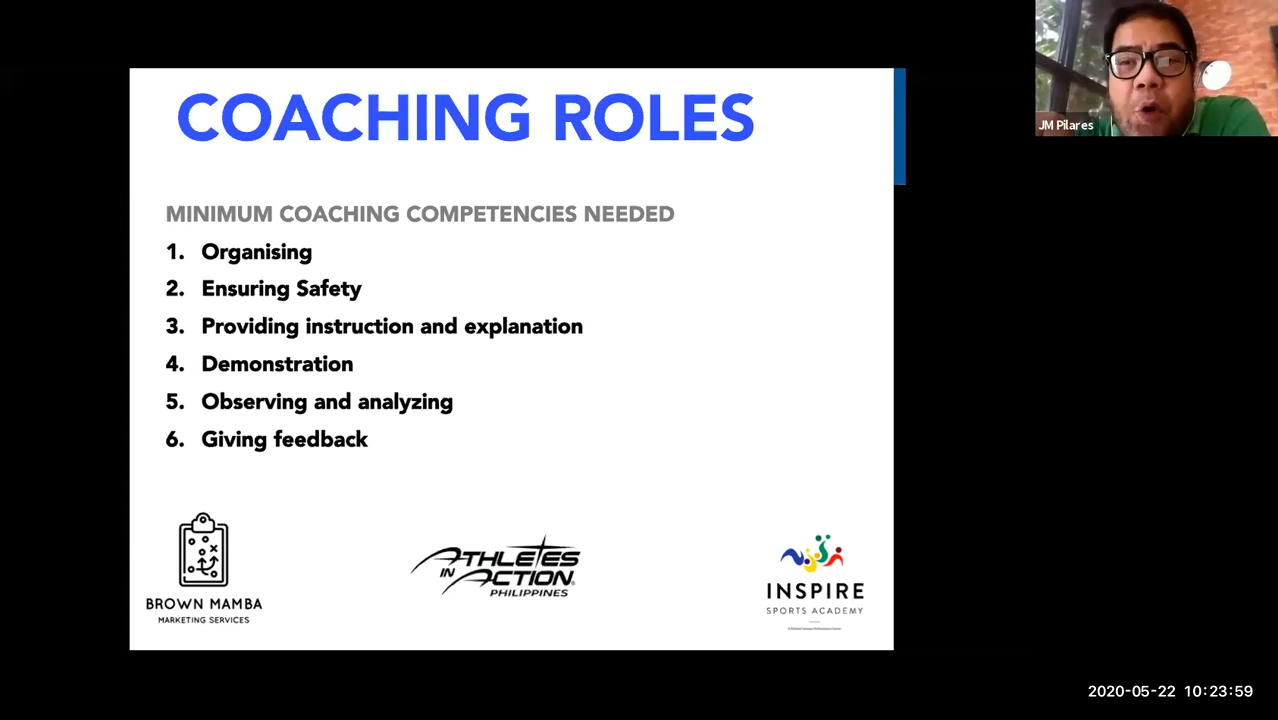 COACHING ROLES
JM Pilares
MINIMUM COACHING COMPETENCIES NEEDED
1. Organising
2. Ensuring Safety
3. Providing instruction and explanation
4. Demonstration
5. Observing and analyzing
6. Giving feedback
BROWN MAMBA
MARKETING SERVICES
ATHLETES
IN ACTION®
PHILIPPINES
INSPIRE
SPORTS ACADEMY
2020-05-22 10:23:59